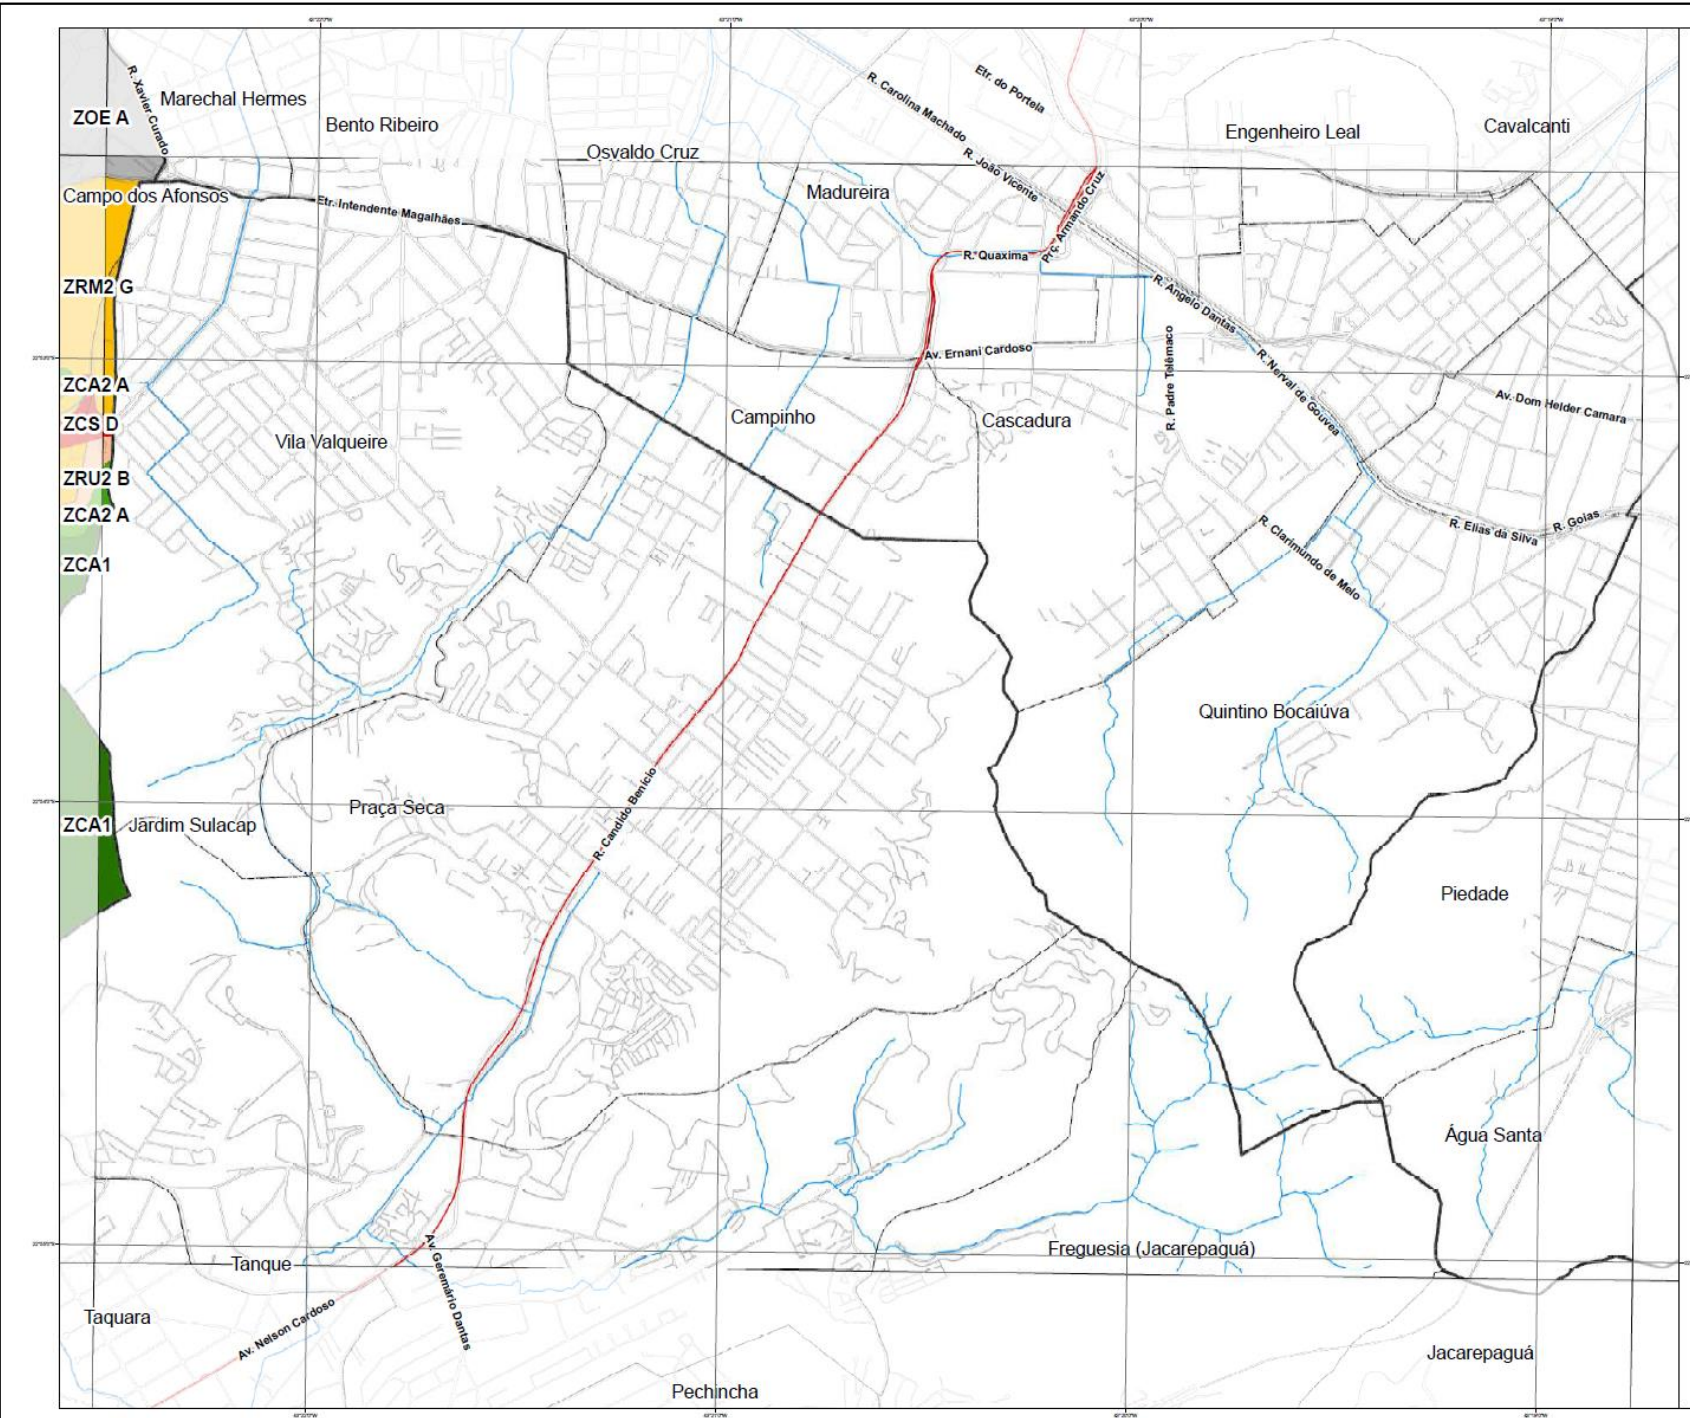 R. Carolina Machado
Etr. do Portela
R. Xavier Curado
Marechal Hermes
ZOE A
Bento Ribeiro
Engenheiro Leal
Cavalcanti
Osvaldo Cruz
R. João Vicente
Madureira
Campo dos Afonsos
Etr. Intendente Magalhães
Prç. Armando Cruz
R. Quaxima
ZRM2 G
R. Angelo Dantas
Av. Ernani Cardoso
R. Padre Telêmaco
R. Nerval de Gouvea
ZCA2 A
Av. Dom Helder Camara
Campinho
Cascadura
ZCS D
Vila Valqueire
ZRU2 B
ZCA2 A
R. Goias
R. Elias da Silva
R. Clarimundo de Melo
ZCA1
Quintino Bocaiúva
Praça Seca
R. Candido Benício
ZCA1
Jardim Sulacap
Piedade
Água Santa
Freguesia (Jacarepaguá)
Tanque
Av. Geremário Dantas
Taquara
Av. Nelson Cardoso
Jacarepaguá
Pechincha